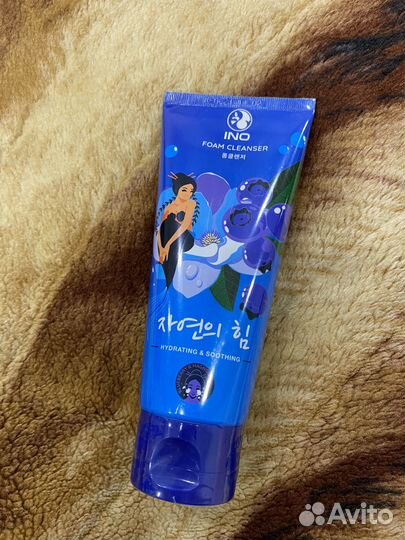 INO
FOAM CLEANSER
폼클렌저
자연의 힘
HYDRATING & SOOTHING
Avito